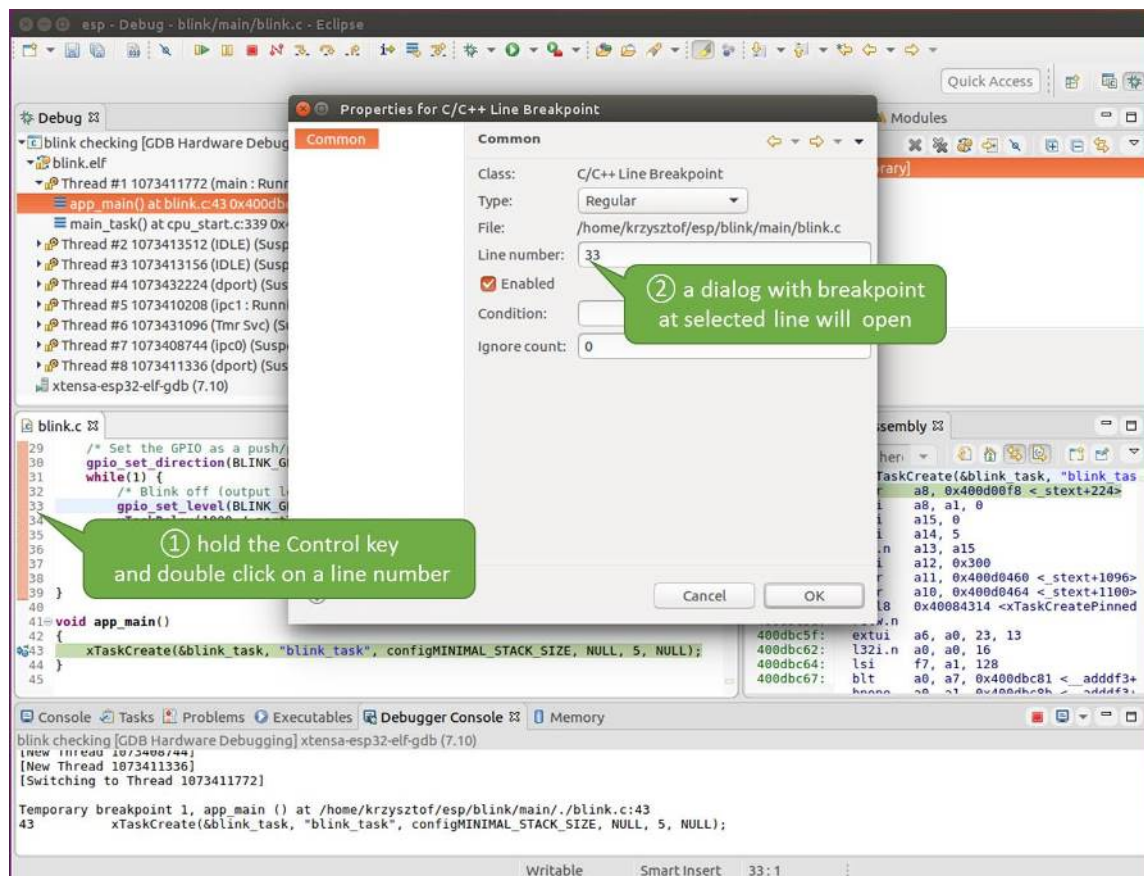 esp - Debug - blink/main/blink.c - Eclipse
Quick Access
Debug
Modules
blink checking [GDB Hardware Debug
blink.elf
Thread #1 1073411772 (main : Runn
app_main() at blink.c:43 0x400db
main_task() at cpu_start.c:339 0x4
Thread #2 1073413512 (IDLE) (Susp
Thread #3 1073413156 (IDLE) (Susp
Thread #4 1073432224 (dport) (Sus
Thread #5 1073410208 (ipc1 : Runni
Thread #6 1073431096 (Tmr Svc) (S
Thread #7 1073408744 (ipc0) (Susp
Thread #8 1073411336 (dport) (Sus
xtensa-esp32-elf-gdb (7.10)
rary]
Properties for C/C++ Line Breakpoint
Common
Common
Class: C/C++ Line Breakpoint
Type: Regular
File: /home/krzysztof/esp/blink/main/blink.c
Line number: 33
Enabled
Condition:
Ignore count: 0
② a dialog with breakpoint
at selected line will open
Cancel OK
blink.c
29 /* Set the GPIO as a push/
30 gpio_set_direction(BLINK_G
31 while(1) {
32 /* Blink off (output l
33 gpio_set_level(BLINK_G
34
35
36
37
38
39 }
40
41 void app_main()
42 {
43 xTaskCreate(&blink_task, "blink_task", configMINIMAL_STACK_SIZE, NULL, 5, NULL);
44 }
45
① hold the Control key
and double click on a line number
ssembly
TaskCreate(&blink_task, "blink_tas
a8, 0x400d00f8 <_stext+224>
a8, a1, 0
a15, 0
a14, 5
.n a13, a15
a12, 0x300
a11, 0x400d0460 <_stext+1096>
a10, 0x400d0464 <_stext+1100>
l8 0x40084314 <xTaskCreatePinned
400dbc5f: extui a6, a0, 23, 13
400dbc62: l32i.n a0, a0, 16
400dbc64: lsi f7, a1, 128
400dbc67: blt a0, a7, 0x400dbc81 <__adddf3+
Console Tasks Problems Executables Debugger Console Memory
blink checking [GDB Hardware Debugging] xtensa-esp32-elf-gdb (7.10)
[New Thread 1073408744]
[New Thread 1073411336]
[Switching to Thread 1073411772]
Temporary breakpoint 1, app_main () at /home/krzysztof/esp/blink/main/./blink.c:43
43 xTaskCreate(&blink_task, "blink_task", configMINIMAL_STACK_SIZE, NULL, 5, NULL);
Writable Smart Insert 33 : 1